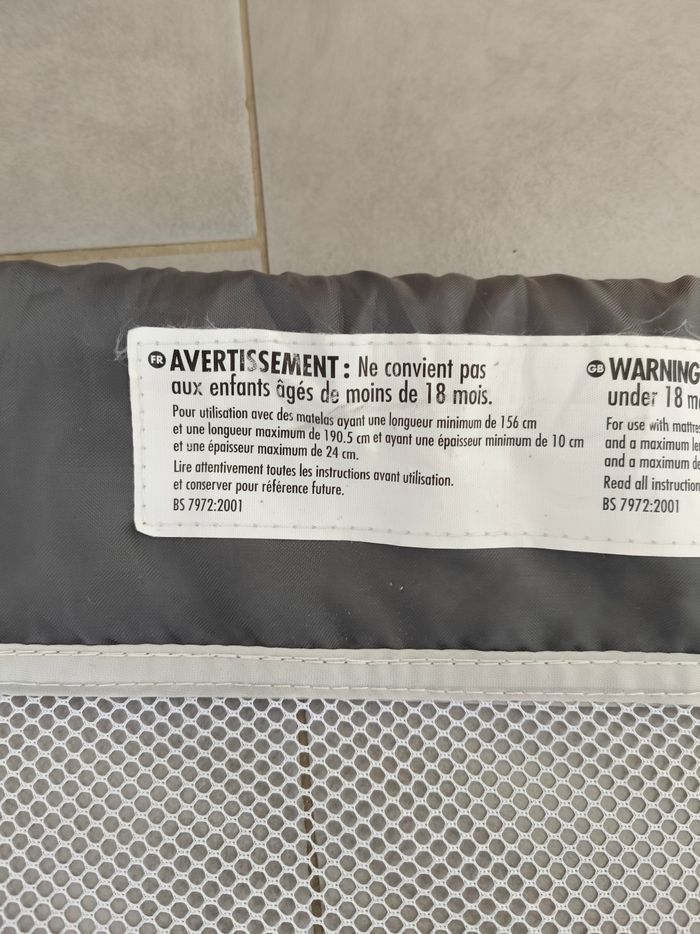 FR AVERTISSEMENT : Ne convient pas
aux enfants âgés de moins de 18 mois.
Pour utilisation avec des matelas ayant une longueur minimum de 156 cm
et une longueur maximum de 190.5 cm et ayant une épaisseur minimum de 10 cm
et une épaisseur maximum de 24 cm.
Lire attentivement toutes les instructions avant utilisation.
et conserver pour référence future.
BS 7972:2001
GB WARNING
under 18
For use with
and a maximum
and a maximum
Read all
BS 7972:2001